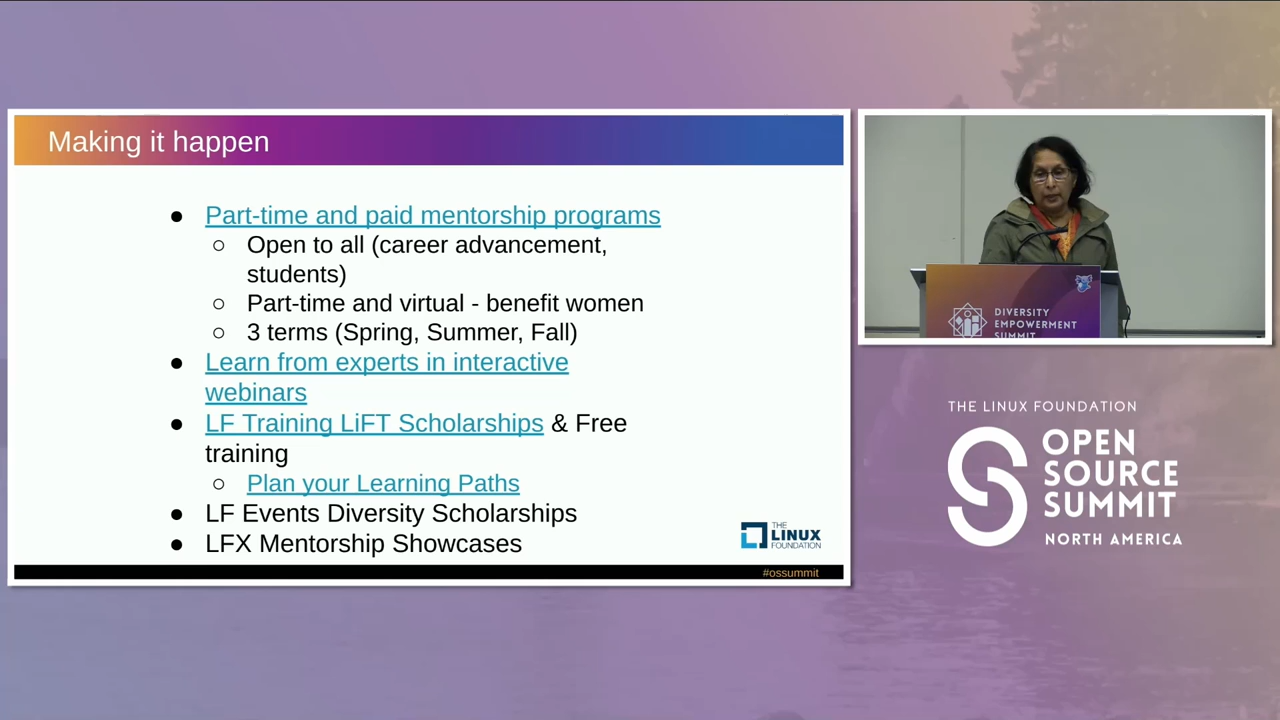 Making it happen
● Part-time and paid mentorship programs
○ Open to all (career advancement,
students)
○ Part-time and virtual - benefit women
○ 3 terms (Spring, Summer, Fall)
● Learn from experts in interactive
webinars
● LF Training LiFT Scholarships & Free
training
○ Plan your Learning Paths
● LF Events Diversity Scholarships
● LFX Mentorship Showcases
THE
LINUX
FOUNDATION
#ossummit
DIVERSITY
EMPOWERMENT
SUMMIT
THE LINUX FOUNDATION
OPEN
SOURCE
SUMMIT
NORTH AMERICA